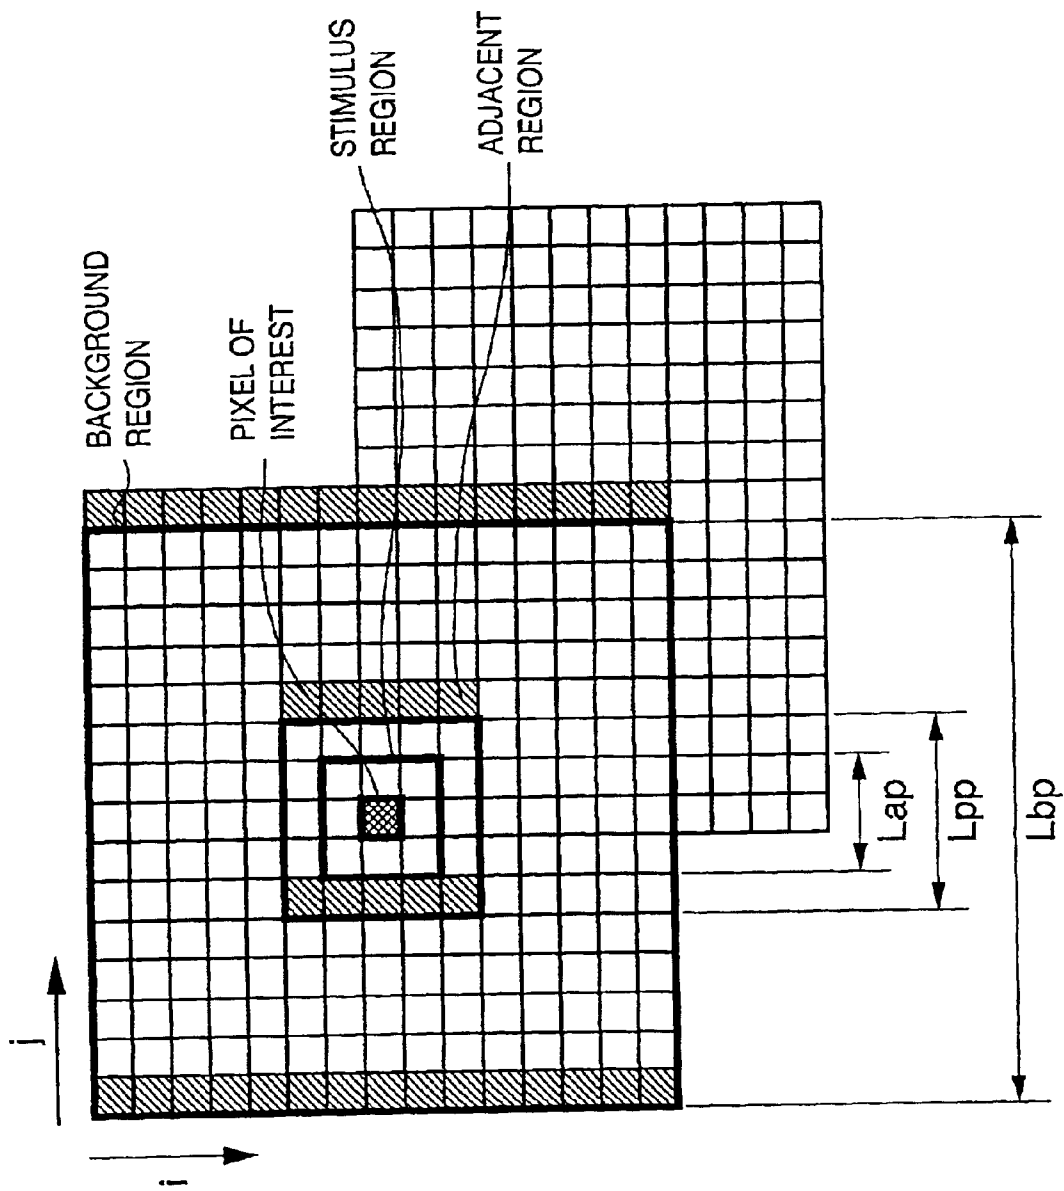 BACKGROUND
REGION
PIXEL OF
INTEREST
STIMULUS
REGION
ADJACENT
REGION
j
i
Lap
Lpp
Lbp